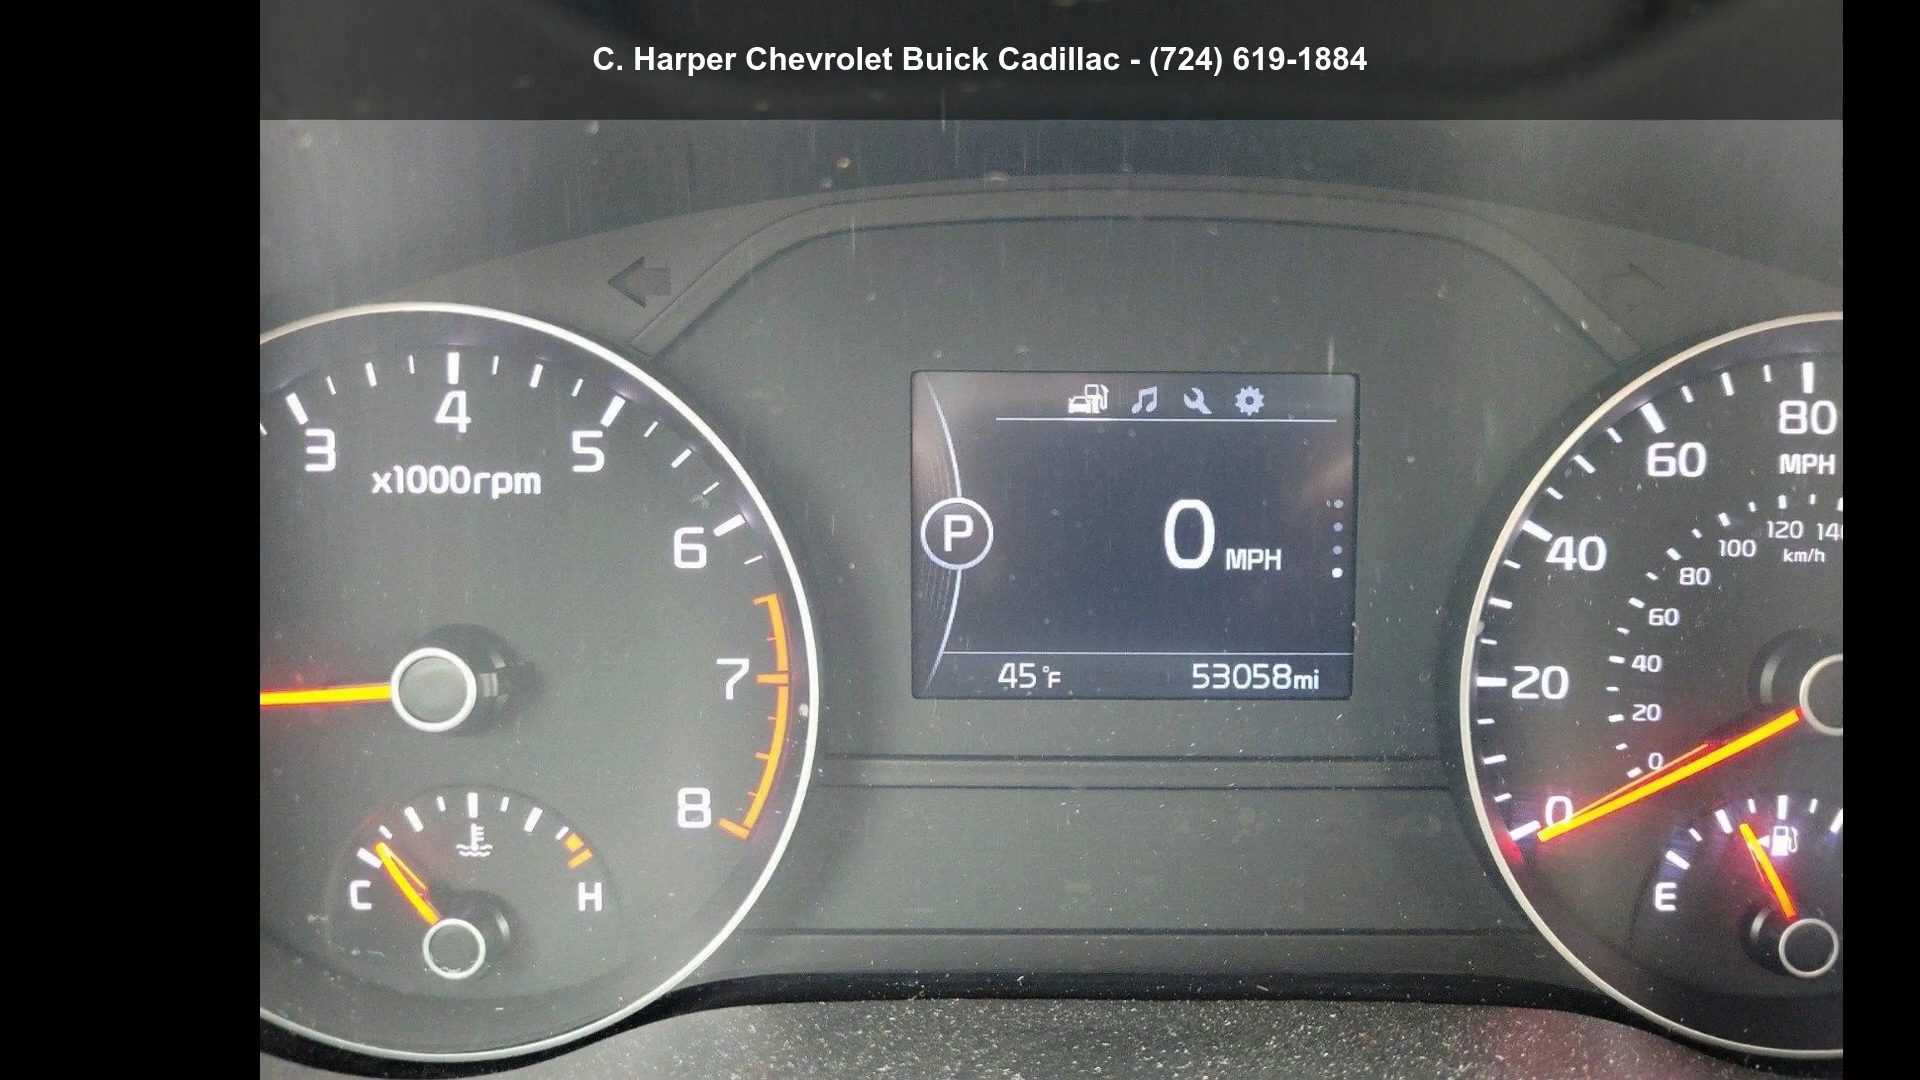 C. Harper Chevrolet Buick Cadillac - (724) 619-1884
3
4
5
x1000rpm
6
7
8
C
H
P
0 MPH
45°F
53058mi
80
MPH
60
40
20
0
120
140
100
km/h
80
60
40
20
0
E